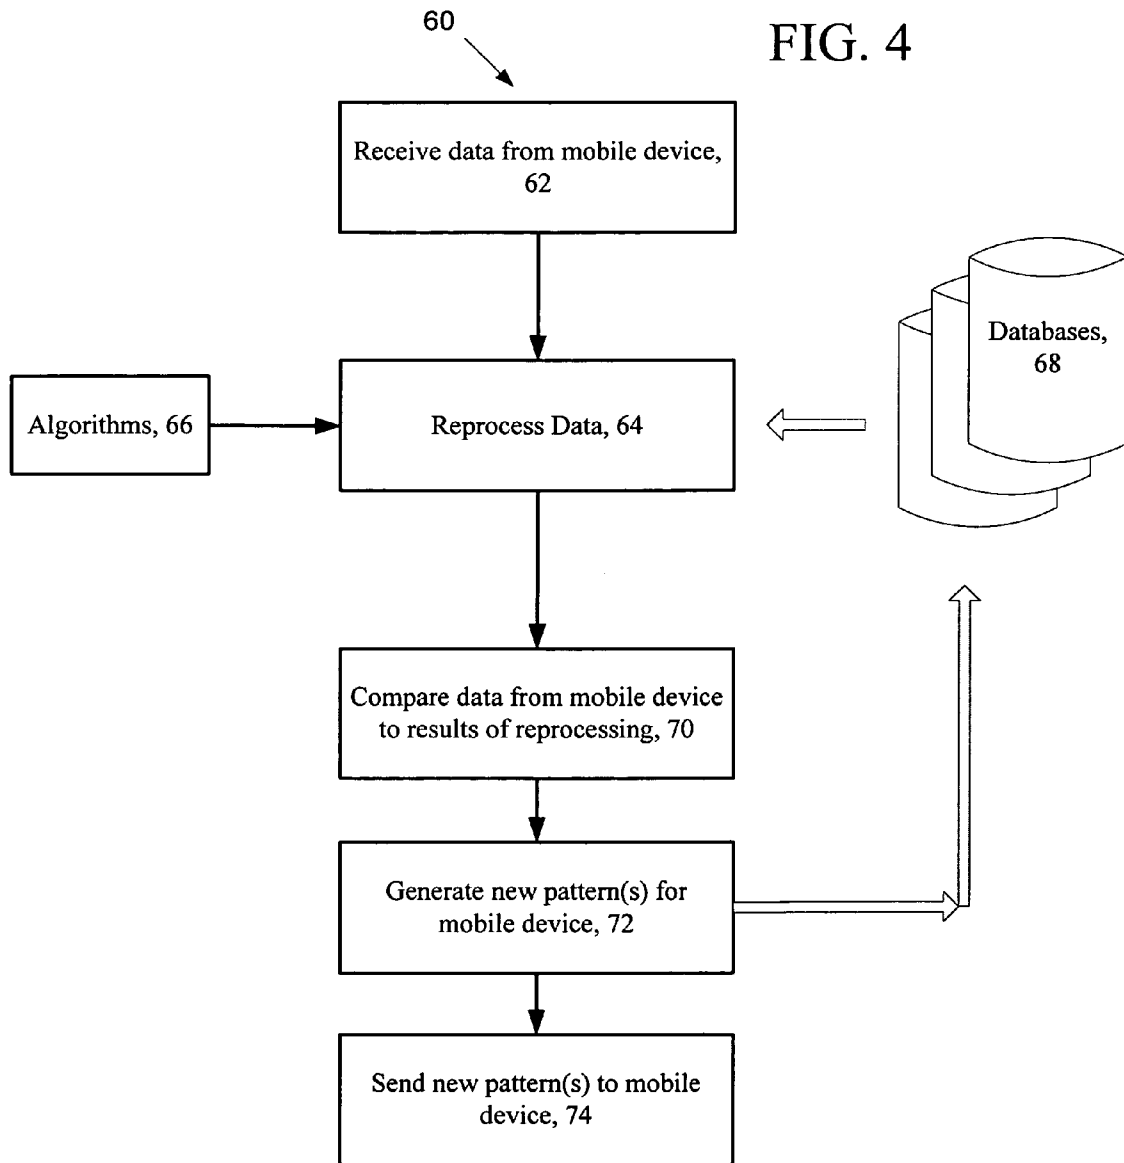 60
FIG. 4
Receive data from mobile device,
62
Databases,
68
Algorithms, 66
Reprocess Data, 64
Compare data from mobile device
to results of reprocessing, 70
Generate new pattern(s) for
mobile device, 72
Send new pattern(s) to mobile
device, 74